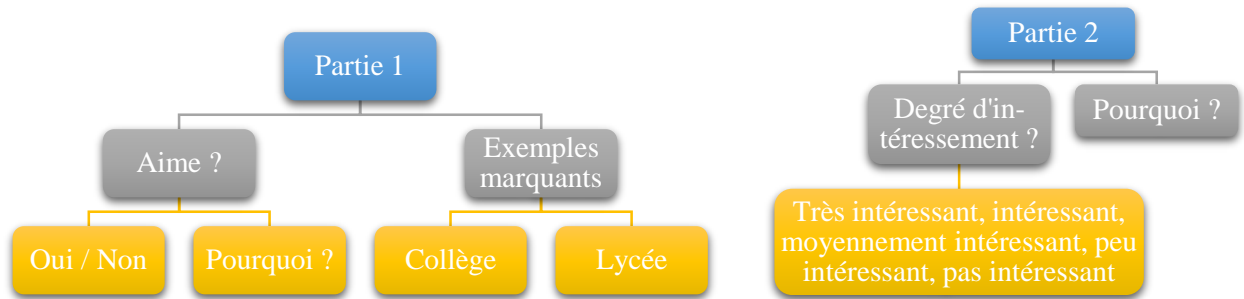 Partie 1
Aime ?
Exemples
marquants
Oui / Non
Pourquoi ?
Collège
Lycée
Partie 2
Degré d'in-
téressement ?
Pourquoi ?
Très intéressant, intéressant,
moyennement intéressant, peu
intéressant, pas intéressant